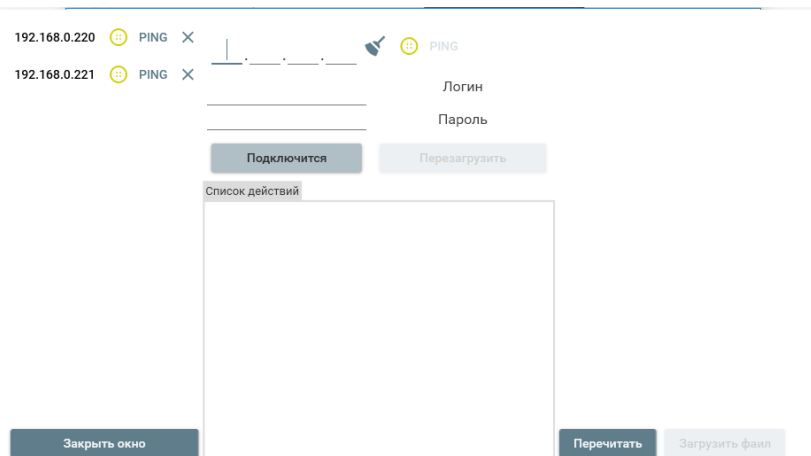 192.168.0.220 PING
. . . PING
192.168.0.221 PING
Логин
Пароль
Подключится Перезагрузить
Список действий
Закрыть окно Перечитать Загрузить фаил